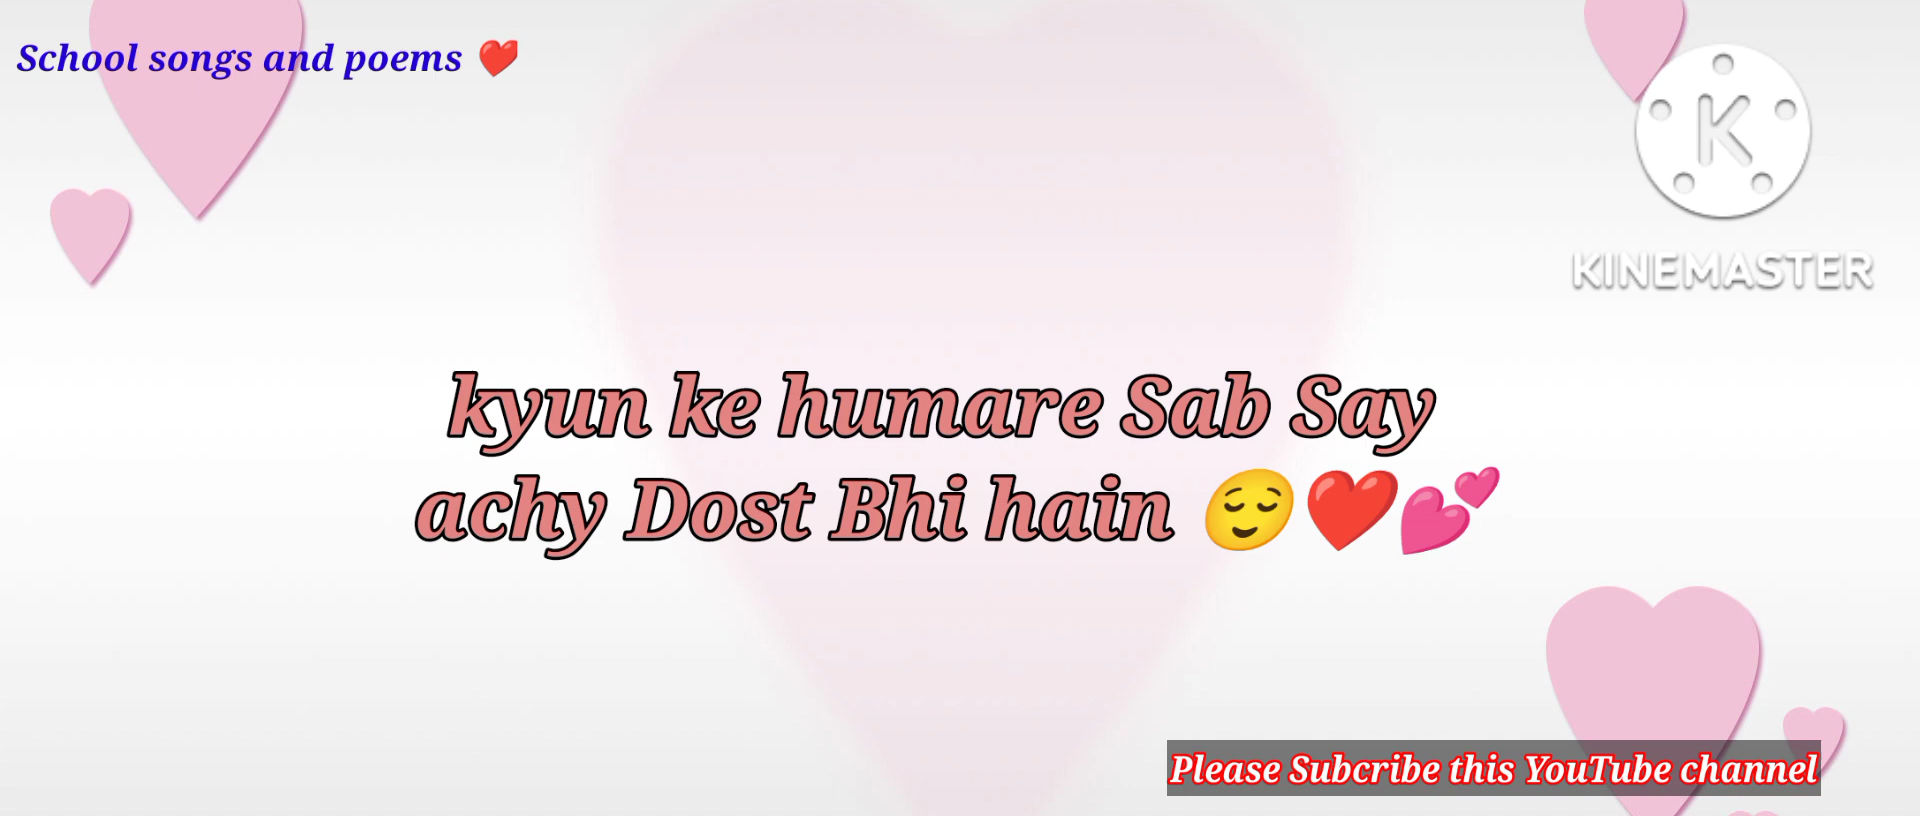 School songs and poems ❤️
K
KINEMASTER
kyun ke humare Sab Say
achy Dost Bhi hain 😌❤️💕
Please Subcribe this YouTube channel